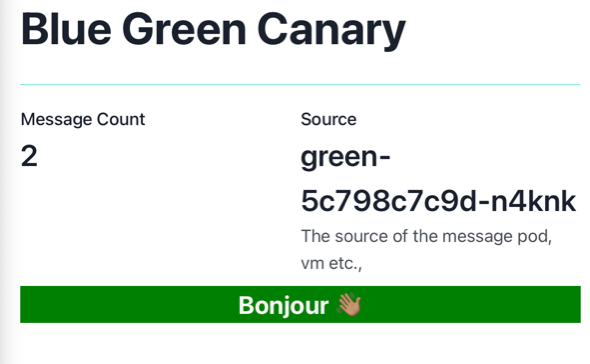 Blue Green Canary
Message Count
2
Source
green-
5c798c7c9d-n4knk
The source of the message pod,
vm etc.,
Bonjour 👋🏽